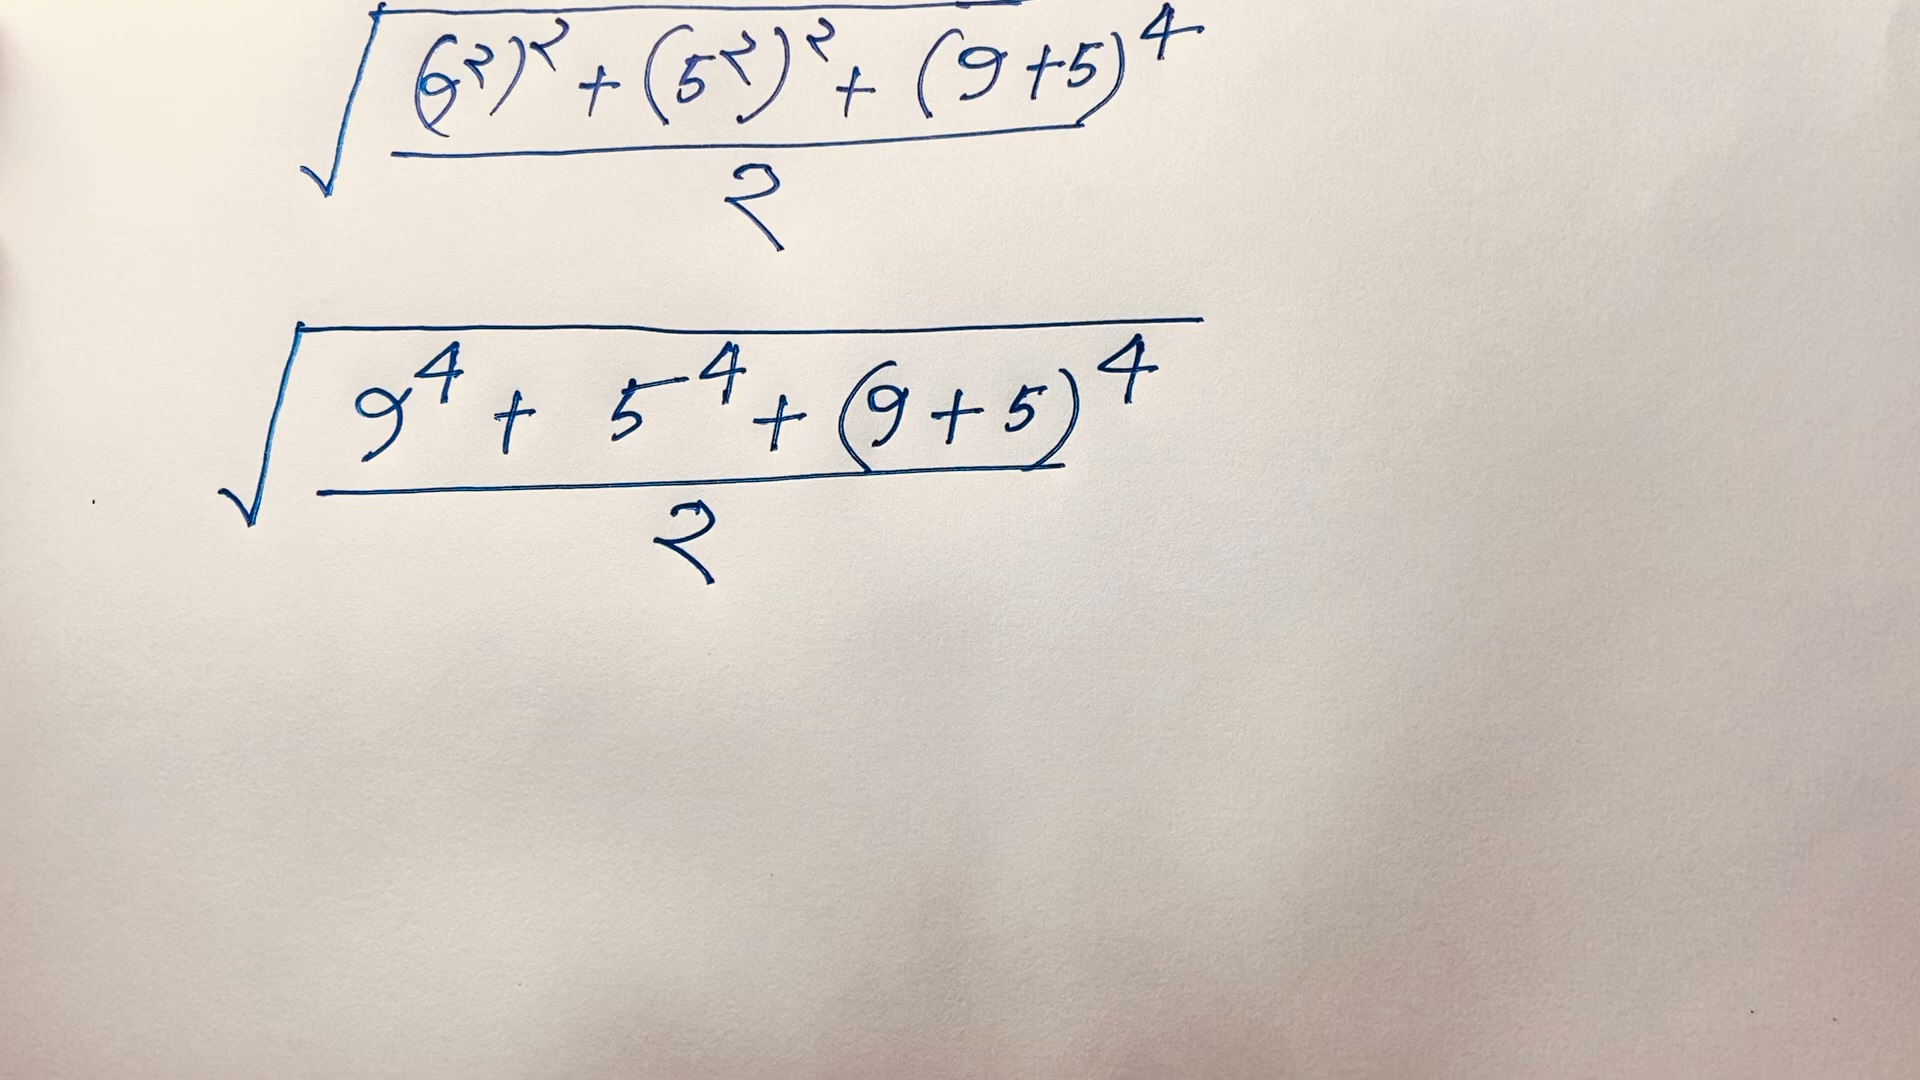 √(((9²)² + (5²)² + (9+5)⁴)/2)
√((9⁴ + 5⁴ + (9+5)⁴)/2)